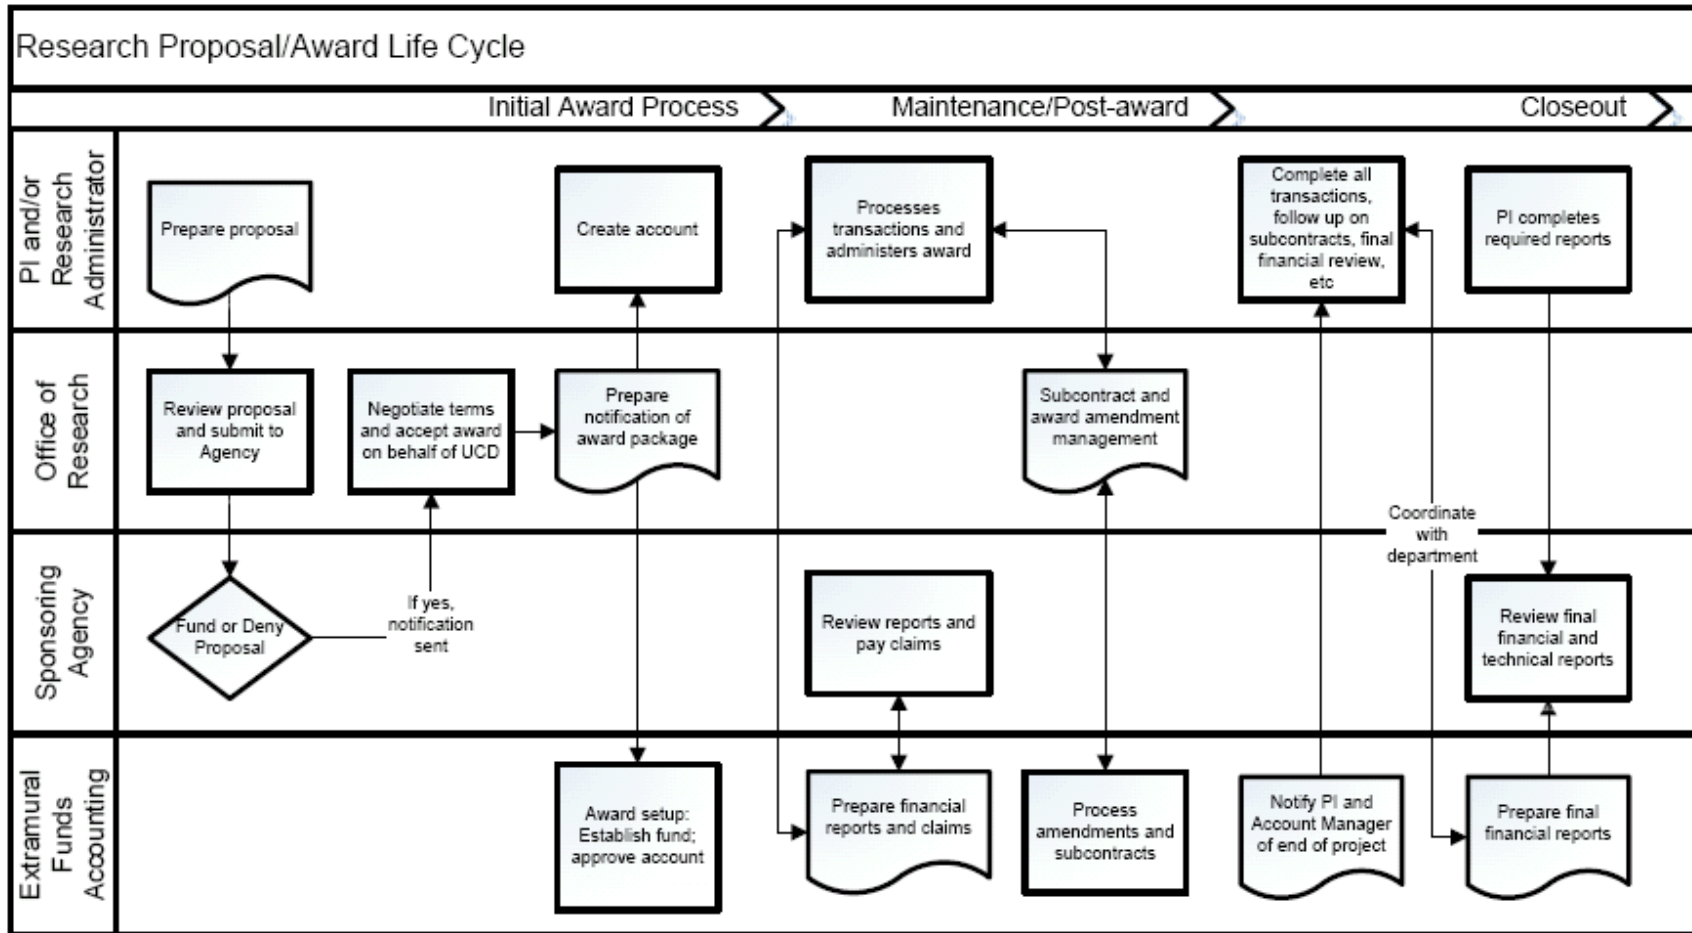 Research Proposal/Award Life Cycle
Initial Award Process
Maintenance/Post-award
Closeout
PI and/or
Research
Administrator
Prepare proposal
Create account
Processes
transactions and
administers award
Complete all
transactions,
follow up on
subcontracts, final
financial review,
etc
PI completes
required reports
Office of
Research
Review proposal
and submit to
Agency
Negotiate terms
and accept award
on behalf of UCD
Prepare
notification of
award package
Subcontract and
award amendment
management
Coordinate
with
department
Sponsoring
Agency
Fund or Deny
Proposal
If yes,
notification
sent
Review reports and
pay claims
Review final
financial and
technical reports
Extramural
Funds
Accounting
Award setup:
Establish fund;
approve account
Prepare financial
reports and claims
Process
amendments and
subcontracts
Notify PI and
Account Manager
of end of project
Prepare final
financial reports